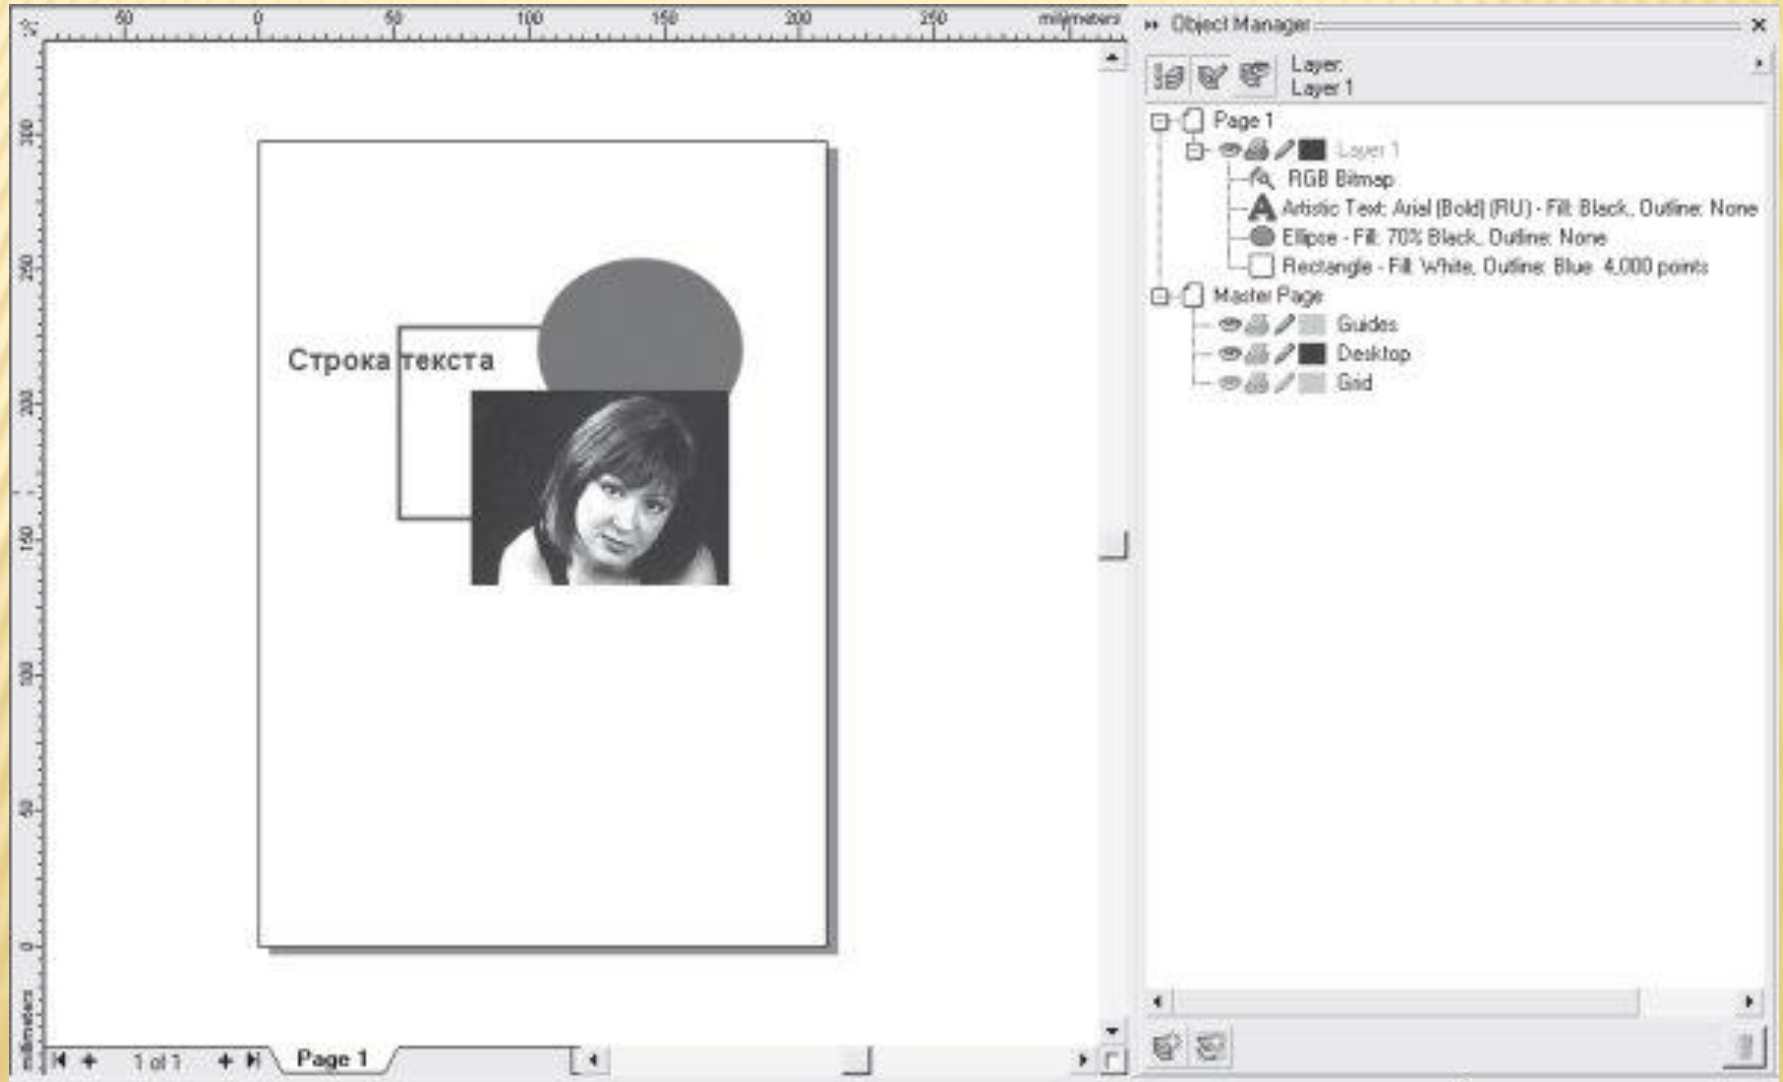 50 0 50 100 150 200 250 millimeters
Object Manager
Layer:
Layer 1
Page 1
Layer 1
RGB Bitmap
Artistic Text: Arial (Bold) (RU) - Fill: Black, Outline: None
Ellipse - Fill: 70% Black, Outline: None
Rectangle - Fill: White, Outline: Blue 4,000 points
Master Page
Guides
Desktop
Grid
300
250
200
150
100
50
0
millimeters
Строка текста
1 of 1
Page 1